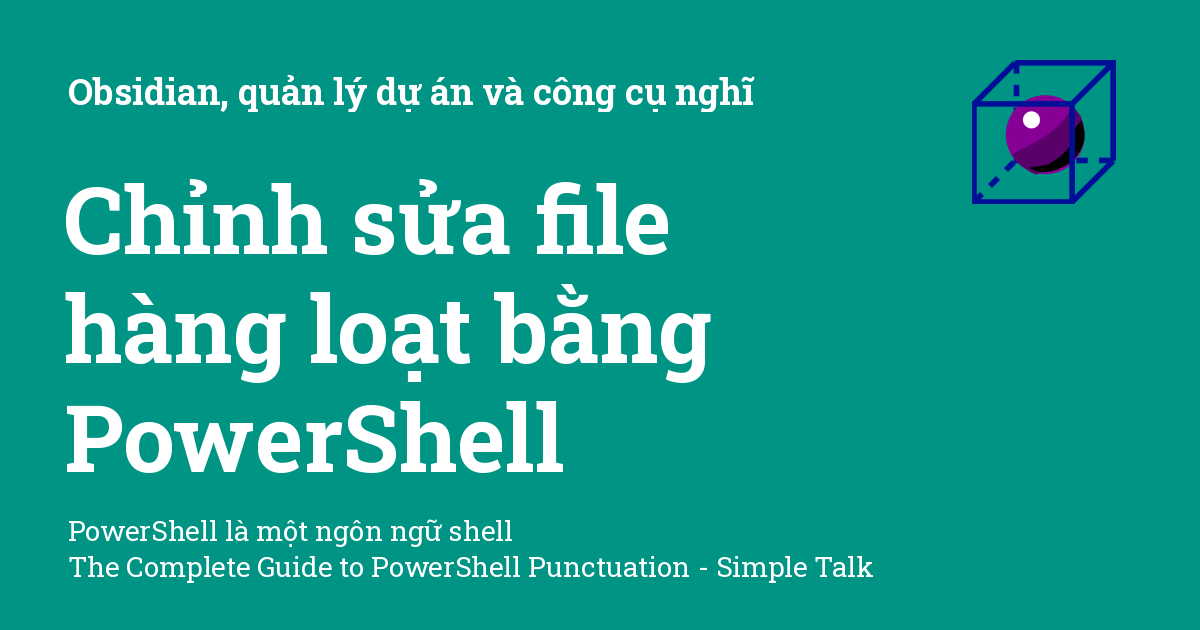 Obsidian, quản lý dự án và công cụ nghĩ
Chỉnh sửa file
hàng loạt bằng
PowerShell
PowerShell là một ngôn ngữ shell
The Complete Guide to PowerShell Punctuation - Simple Talk